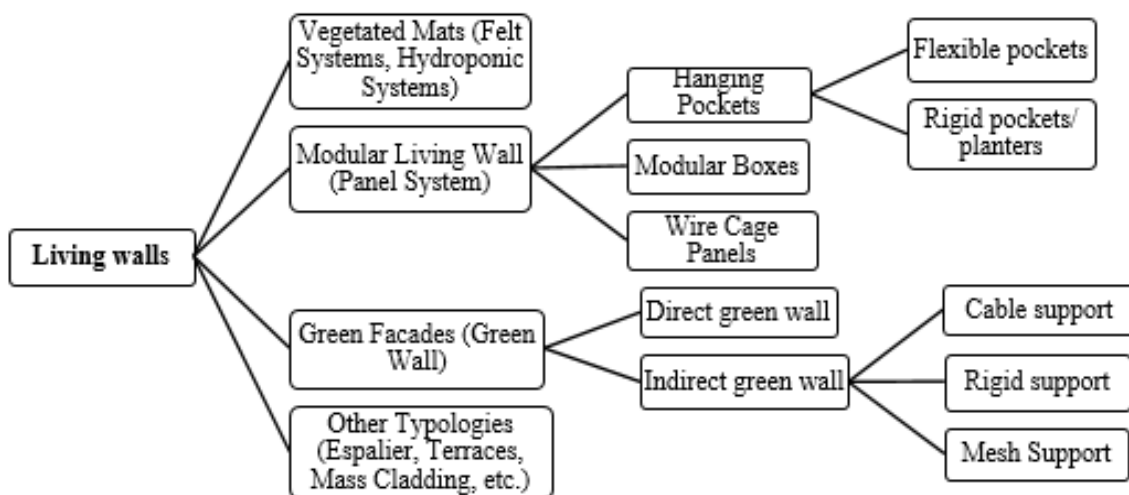 Living walls
Vegetated Mats (Felt
Systems, Hydroponic
Systems)
Modular Living Wall
(Panel System)
Hanging
Pockets
Flexible pockets
Rigid pockets/
planters
Modular Boxes
Wire Cage
Panels
Green Facades (Green
Wall)
Direct green wall
Indirect green wall
Cable support
Rigid support
Mesh Support
Other Typologies
(Espalier, Terraces,
Mass Cladding, etc.)